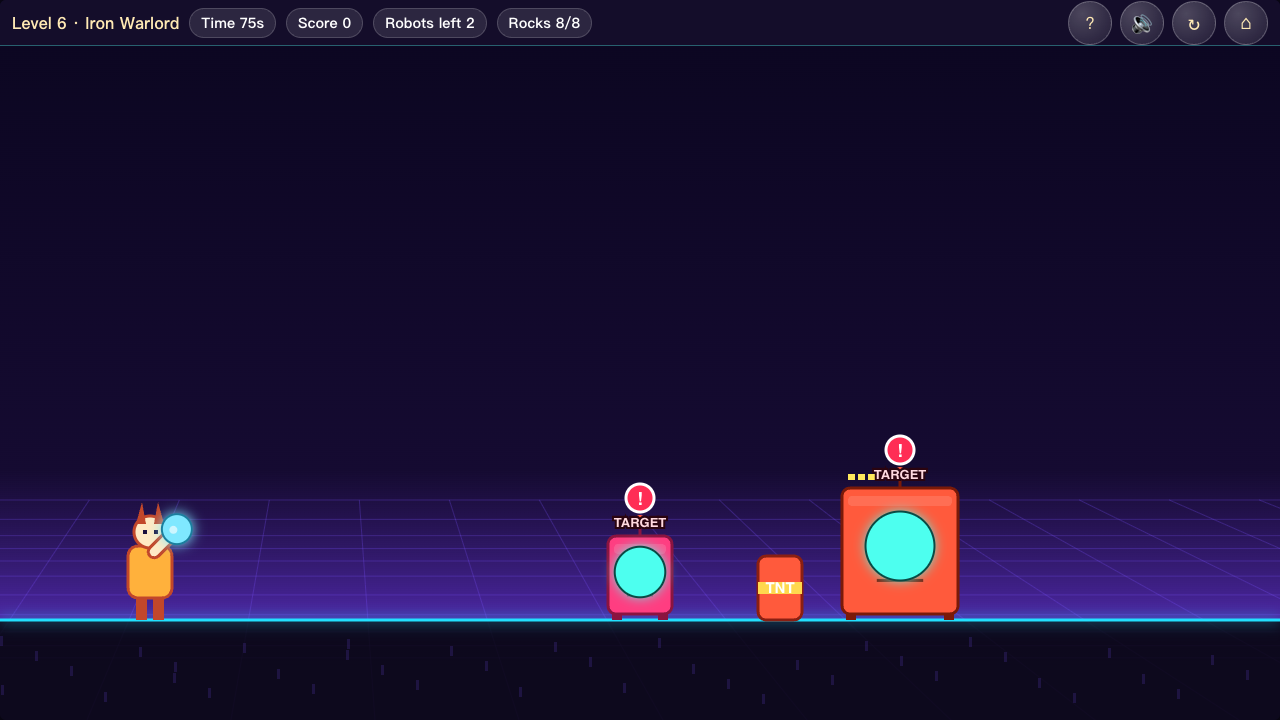 Level 6 · Iron Warlord
Time 75s
Score 0
Robots left 2
Rocks 8/8
?
!
TARGET
!
TARGET
TNT